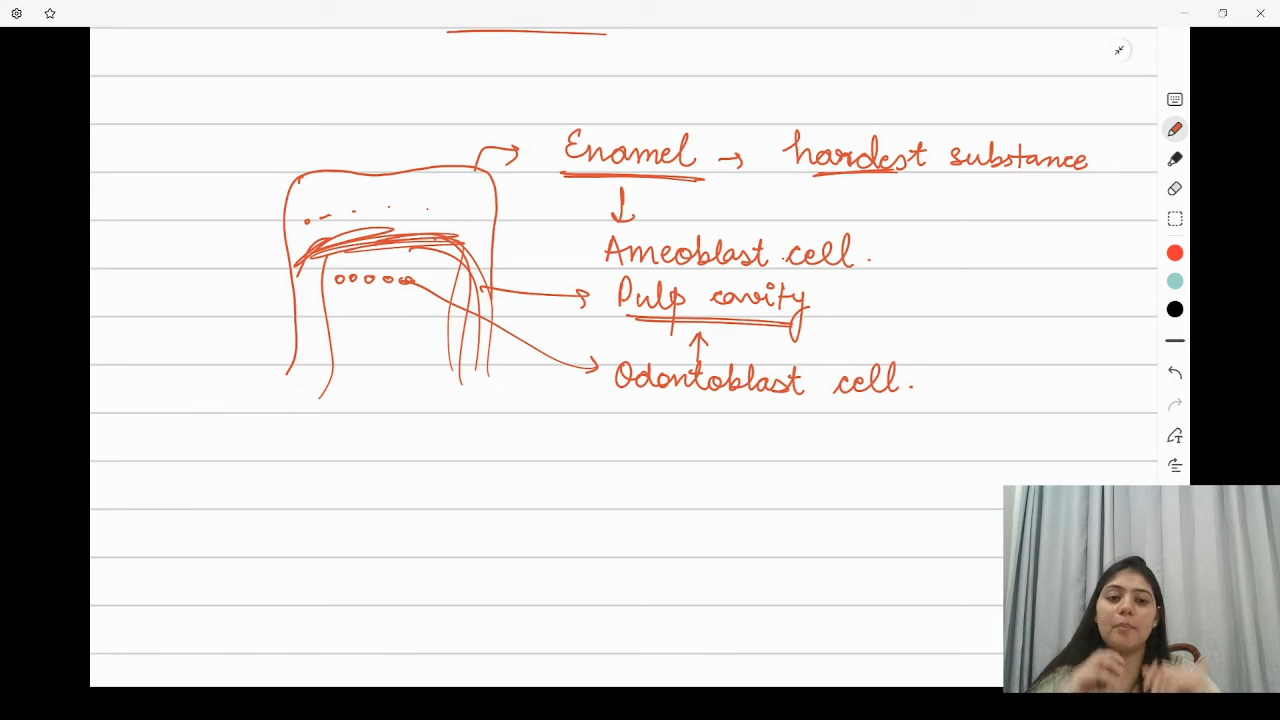 Enamel → hardest substance
Ameoblast cell.
Pulp cavity
Odontoblast cell.